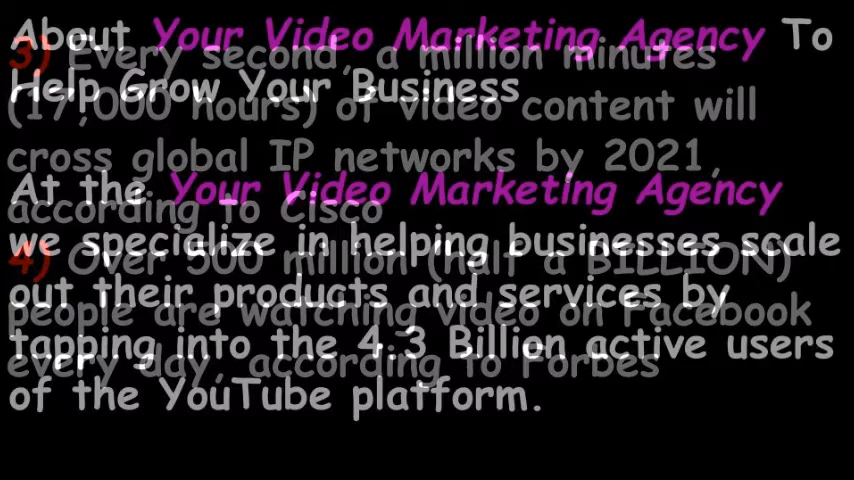 About Your Video Marketing Agency To
Help Grow Your Business
At the Your Video Marketing Agency
we specialize in helping businesses scale
out their products and services by
tapping into the 4.3 Billion active users
of the YouTube platform.
3) Every second, a million minutes
(17,000 hours) of video content will
cross global IP networks by 2021,
according to Cisco
4) Over 500 million (half a BILLION)
people are watching video on Facebook
every day, according to Forbes